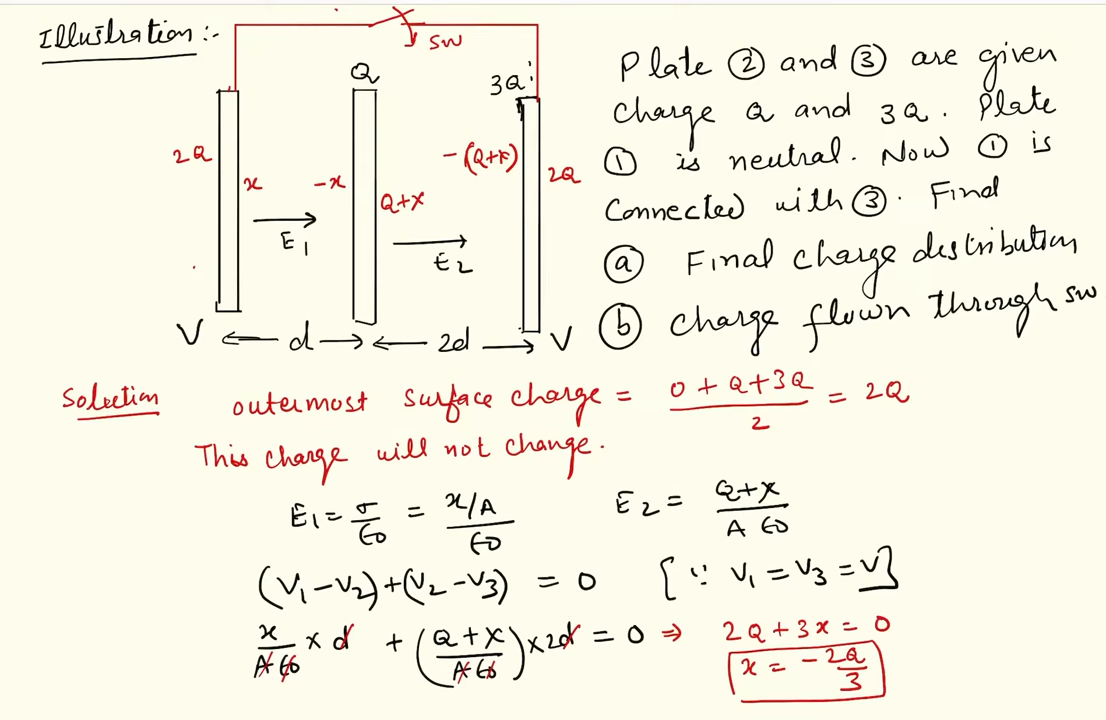 Illustration :-
SW
Q
3Q
2Q
x
-x
Q+x
-(Q+x)
2Q
E₁
E₂
V
d
2d
V
Plate ② and ③ are given
charge Q and 3Q. Plate
① is neutral. Now ① is
Connected with ③. Find
ⓐ Final charge distribution
ⓑ charge flown through sw
Solution outermost surface charge = (0 + Q + 3Q)/2 = 2Q
This charge will not change.
E₁ = σ/ε₀ = (x/A)/ε₀ E₂ = (Q+x)/(A ε₀)
(V₁-V₂)+(V₂-V₃) = 0 [∵ V₁ = V₃ = V]
x/(Aε₀) × d + ((Q+x)/(Aε₀)) × 2d = 0 ⇒ 2Q + 3x = 0
x = -2Q/3